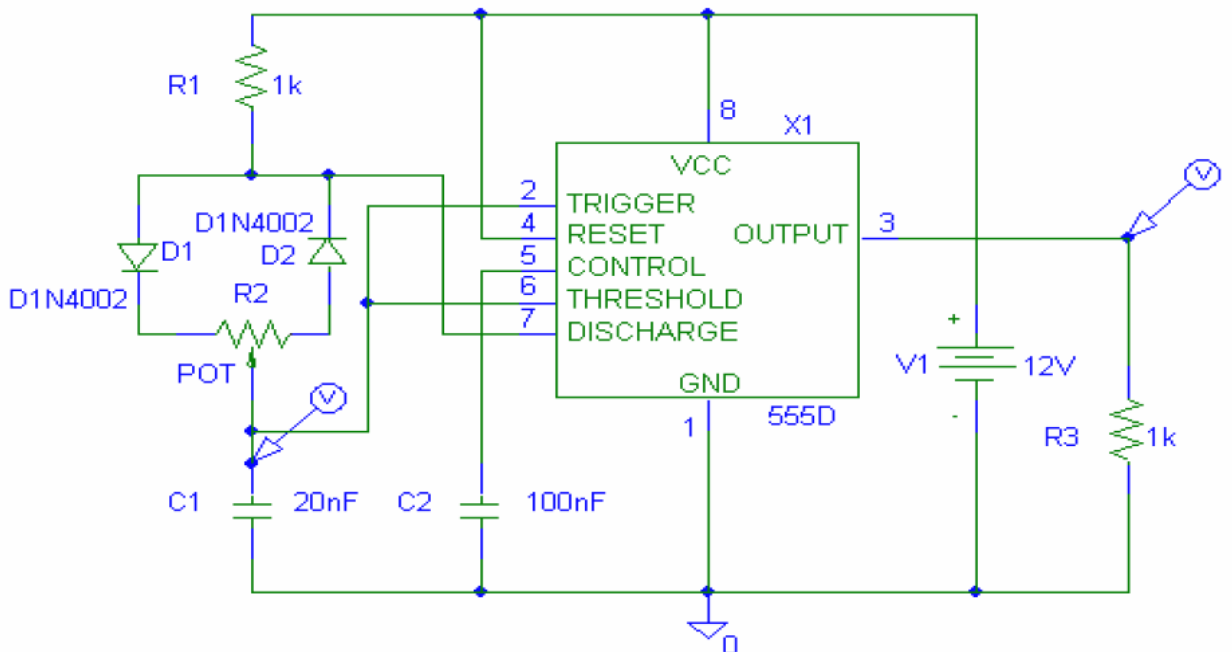 R1
1k
8
X1
VCC
2
TRIGGER
4
RESET
OUTPUT
3
5
CONTROL
6
THRESHOLD
7
DISCHARGE
GND
1
555D
D1N4002
D1
D2
D1N4002
R2
POT
V
V
+
V1
12V
-
R3
1k
C1
20nF
C2
100nF
0